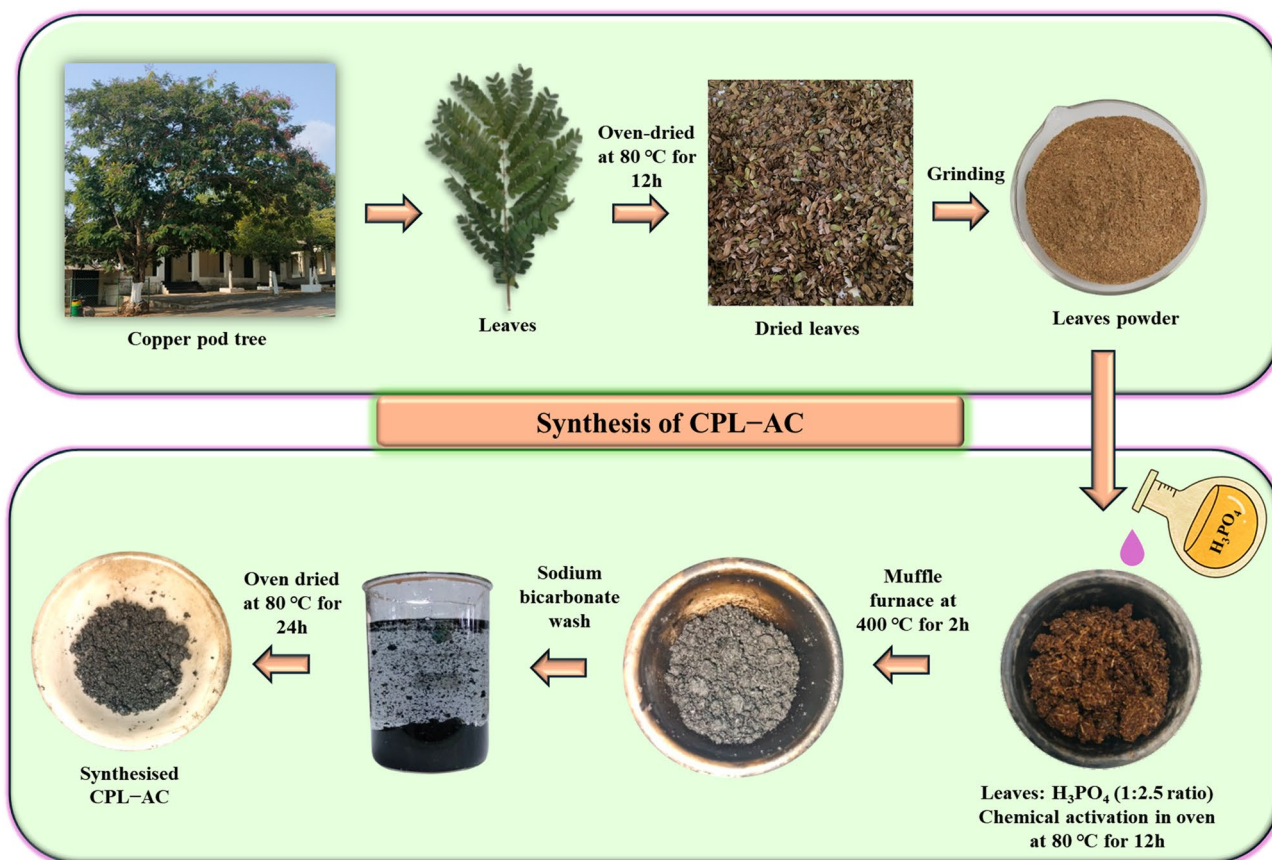 Oven-dried
at 80 °C for
12h
Grinding
Copper pod tree
Leaves
Dried leaves
Leaves powder
Synthesis of CPL−AC
H₃PO₄
Muffle
furnace at
400 °C for 2h
Leaves: H₃PO₄ (1:2.5 ratio)
Chemical activation in oven
at 80 °C for 12h
Sodium
bicarbonate
wash
Oven dried
at 80 °C for
24h
Synthesised
CPL−AC